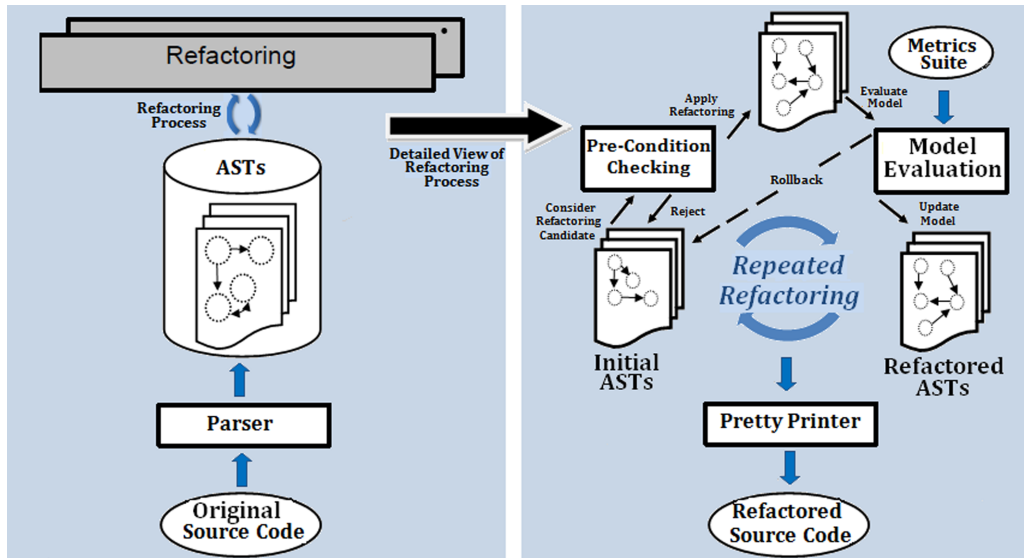 Refactoring
Refactoring
Process
ASTs
Parser
Original
Source Code
Detailed View of
Refactoring
Process
Pre-Condition
Checking
Apply
Refactoring
Evaluate
Model
Metrics
Suite
Model
Evaluation
Rollback
Consider
Refactoring
Candidate
Reject
Update
Model
Repeated
Refactoring
Initial
ASTs
Refactored
ASTs
Pretty Printer
Refactored
Source Code